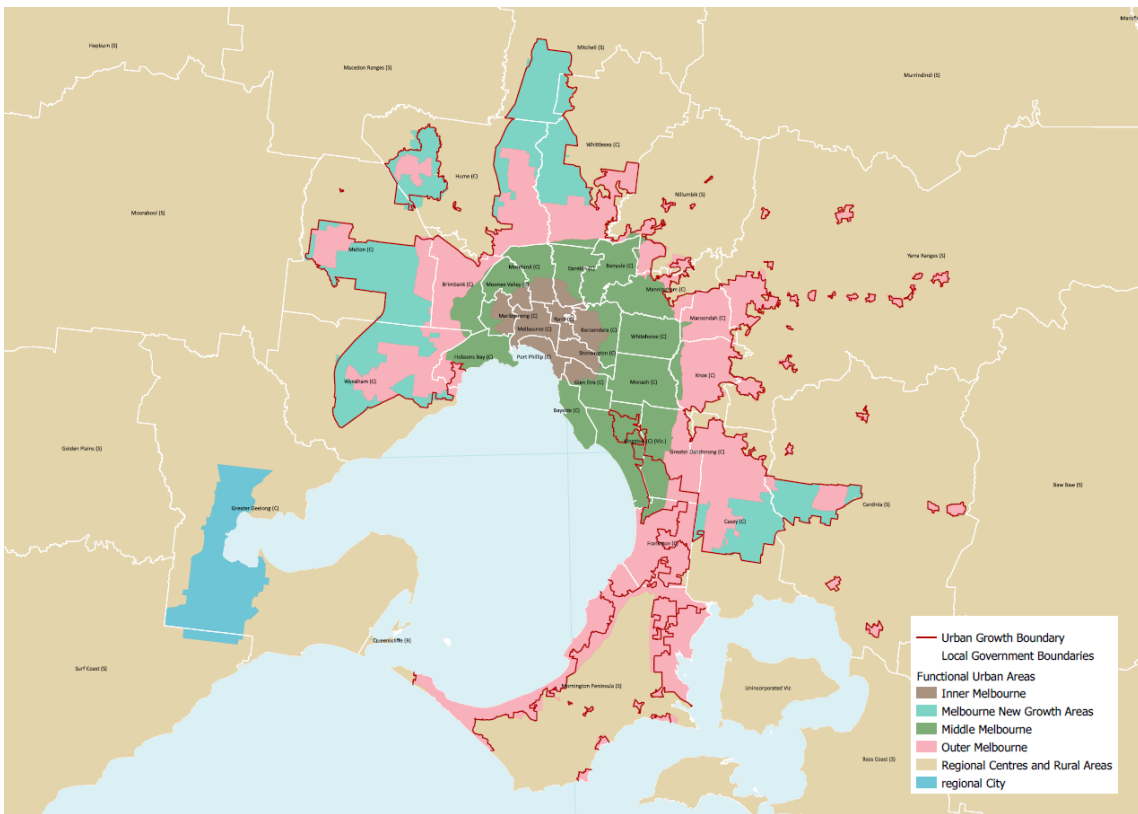 Hepburn (S)
Macedon Ranges (S)
Mitchell (S)
Murrindindi (S)
Whittlesea (C)
Hume (C)
Nillumbik (S)
Moorabool (S)
Melton (C)
Yarra Ranges (S)
Moreland (C)
Banyule (C)
Brimbank (C)
Moonee Valley (C)
Manningham (C)
Maribyrnong (C)
Yarra (C)
Maroondah (C)
Melbourne (C)
Boroondara (C)
Whitehorse (C)
Hobsons Bay (C)
Port Phillip (C)
Stonnington (C)
Knox (C)
Wyndham (C)
Glen Eira (C)
Monash (C)
Bayside (C)
Kingston (C) (Vic.)
Golden Plains (S)
Greater Dandenong (C)
Baw Baw (S)
Greater Geelong (C)
Cardinia (S)
Casey (C)
Frankston (C)
Queenscliffe (B)
Surf Coast (S)
Mornington Peninsula (S)
Unincorporated Vic
Bass Coast (S)
Urban Growth Boundary
Local Government Boundaries
Functional Urban Areas
Inner Melbourne
Melbourne New Growth Areas
Middle Melbourne
Outer Melbourne
Regional Centres and Rural Areas
regional City